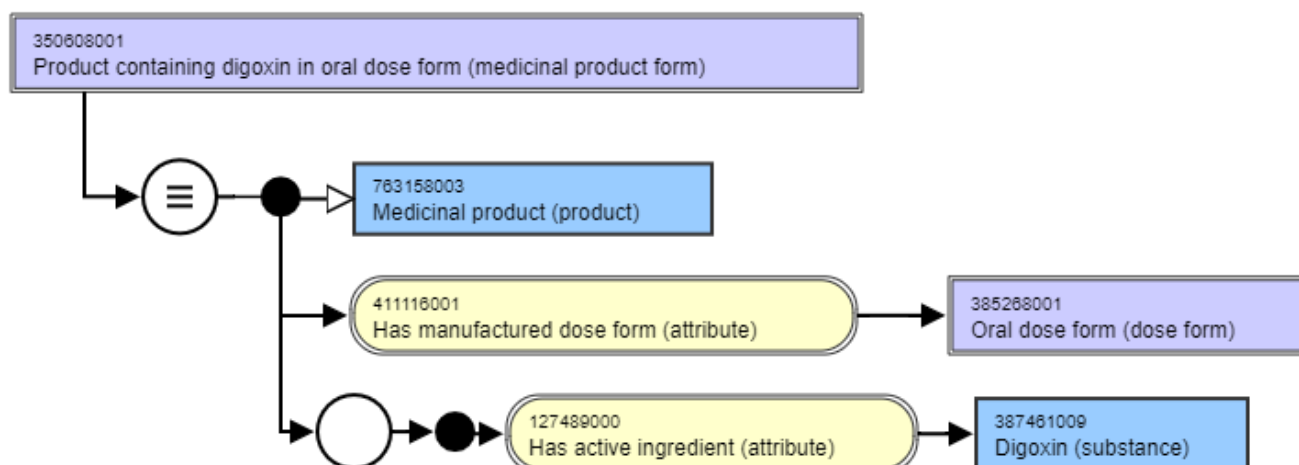 350608001
Product containing digoxin in oral dose form (medicinal product form)
763158003
Medicinal product (product)
411116001
Has manufactured dose form (attribute)
385268001
Oral dose form (dose form)
127489000
Has active ingredient (attribute)
387461009
Digoxin (substance)